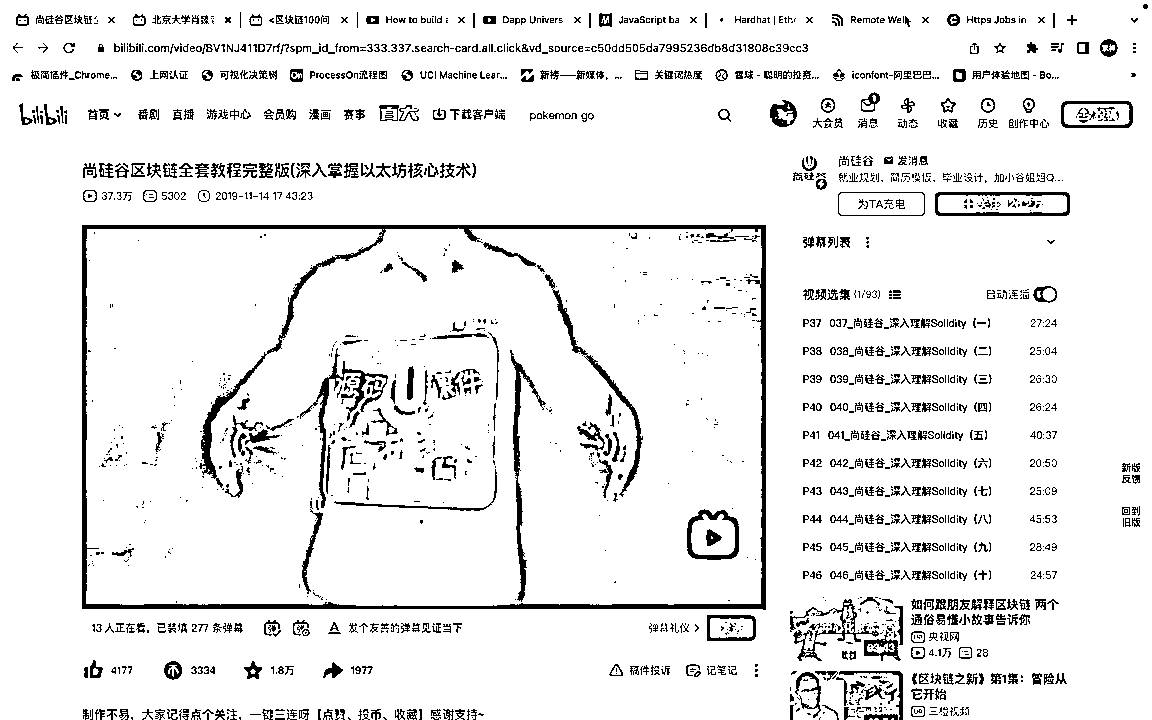 尚硅谷区块链全
北京大学肖臻
<区块链100问
How to build a
Dapp Univers
JavaScript ba
Hardhat | Eth
Remote Web
Https Jobs in
bilibili.com/video/BV1NJ411D7rf/?spm_id_from=333.337.search-card.all.click&vd_source=c50dd505da7995236db8d31808c39cc3
极简插件_Chrome...
上网认证
可视化决策树
ProcessOn流程图
UCI Machine Lear...
新榜——新媒体，...
关键词热度
雪球 - 聪明的投资...
iconfont-阿里巴巴...
用户体验地图 - Bo...
»
bilibili
首页
番剧
直播
游戏中心
会员购
漫画
赛事
下载客户端
pokemon go
大会员
消息
动态
收藏
历史
创作中心
尚硅谷区块链全套教程完整版(深入掌握以太坊核心技术)
37.3万
5302
2019-11-14 17:43:23
尚硅谷
发消息
就业规划、简历模板、毕业设计，加小谷姐姐Q...
为TA充电
源码
课件
弹幕列表
视频选集 (1/93)
自动连播
P37 037_尚硅谷_深入理解Solidity（一） 27:24
P38 038_尚硅谷_深入理解Solidity（二） 25:04
P39 039_尚硅谷_深入理解Solidity（三） 26:30
P40 040_尚硅谷_深入理解Solidity（四） 26:24
P41 041_尚硅谷_深入理解Solidity（五） 40:37
P42 042_尚硅谷_深入理解Solidity（六） 20:50
P43 043_尚硅谷_深入理解Solidity（七） 25:09
P44 044_尚硅谷_深入理解Solidity（八） 45:53
P45 045_尚硅谷_深入理解Solidity（九） 28:49
P46 046_尚硅谷_深入理解Solidity（十） 24:57
新版
反馈
回到
旧版
如何跟朋友解释区块链 两个
通俗易懂小故事告诉你
央视网
4.1万
28
《区块链之新》第1集：冒险从
它开始
三橙视频
13 人正在看，已装填 277 条弹幕
发个友善的弹幕见证当下
弹幕礼仪 >
4177
3334
1.8万
1977
稿件投诉
记笔记
制作不易，大家记得点个关注，一键三连呀【点赞、投币、收藏】感谢支持~